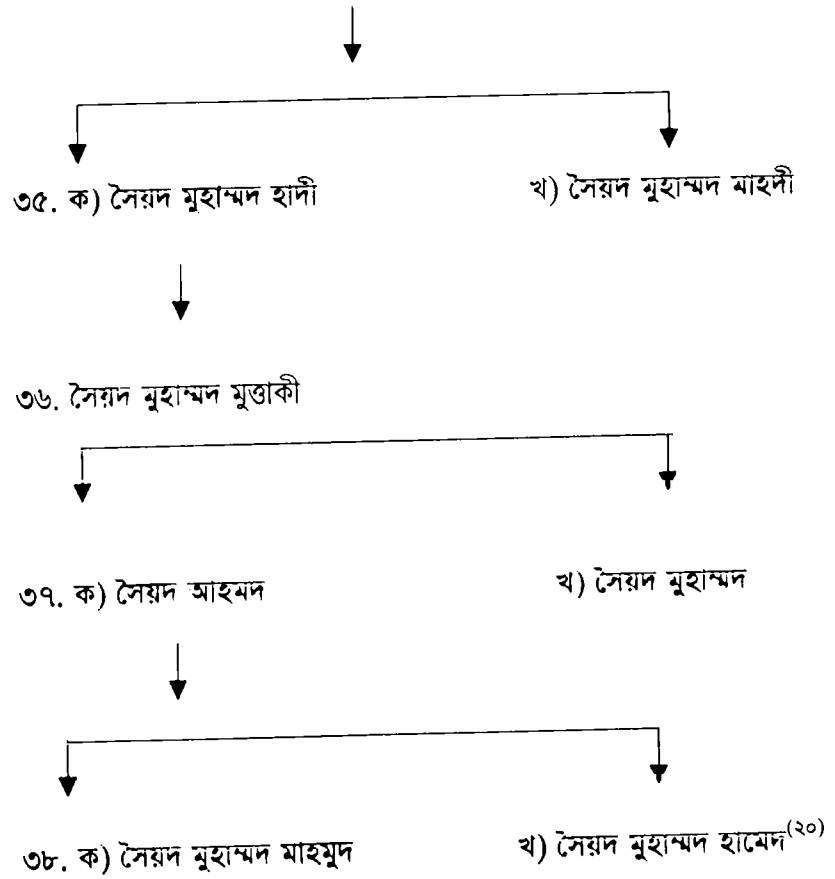 ৩৫. ক) সৈয়দ মুহাম্মদ হাদী খ) সৈয়দ মুহাম্মদ মাহদী
৩৬. সৈয়দ মুহাম্মদ মুত্তাকী
৩৭. ক) সৈয়দ আহমদ খ) সৈয়দ মুহাম্মদ
৩৮. ক) সৈয়দ মুহাম্মদ মাহমুদ খ) সৈয়দ মুহাম্মদ হামেদ(২০)